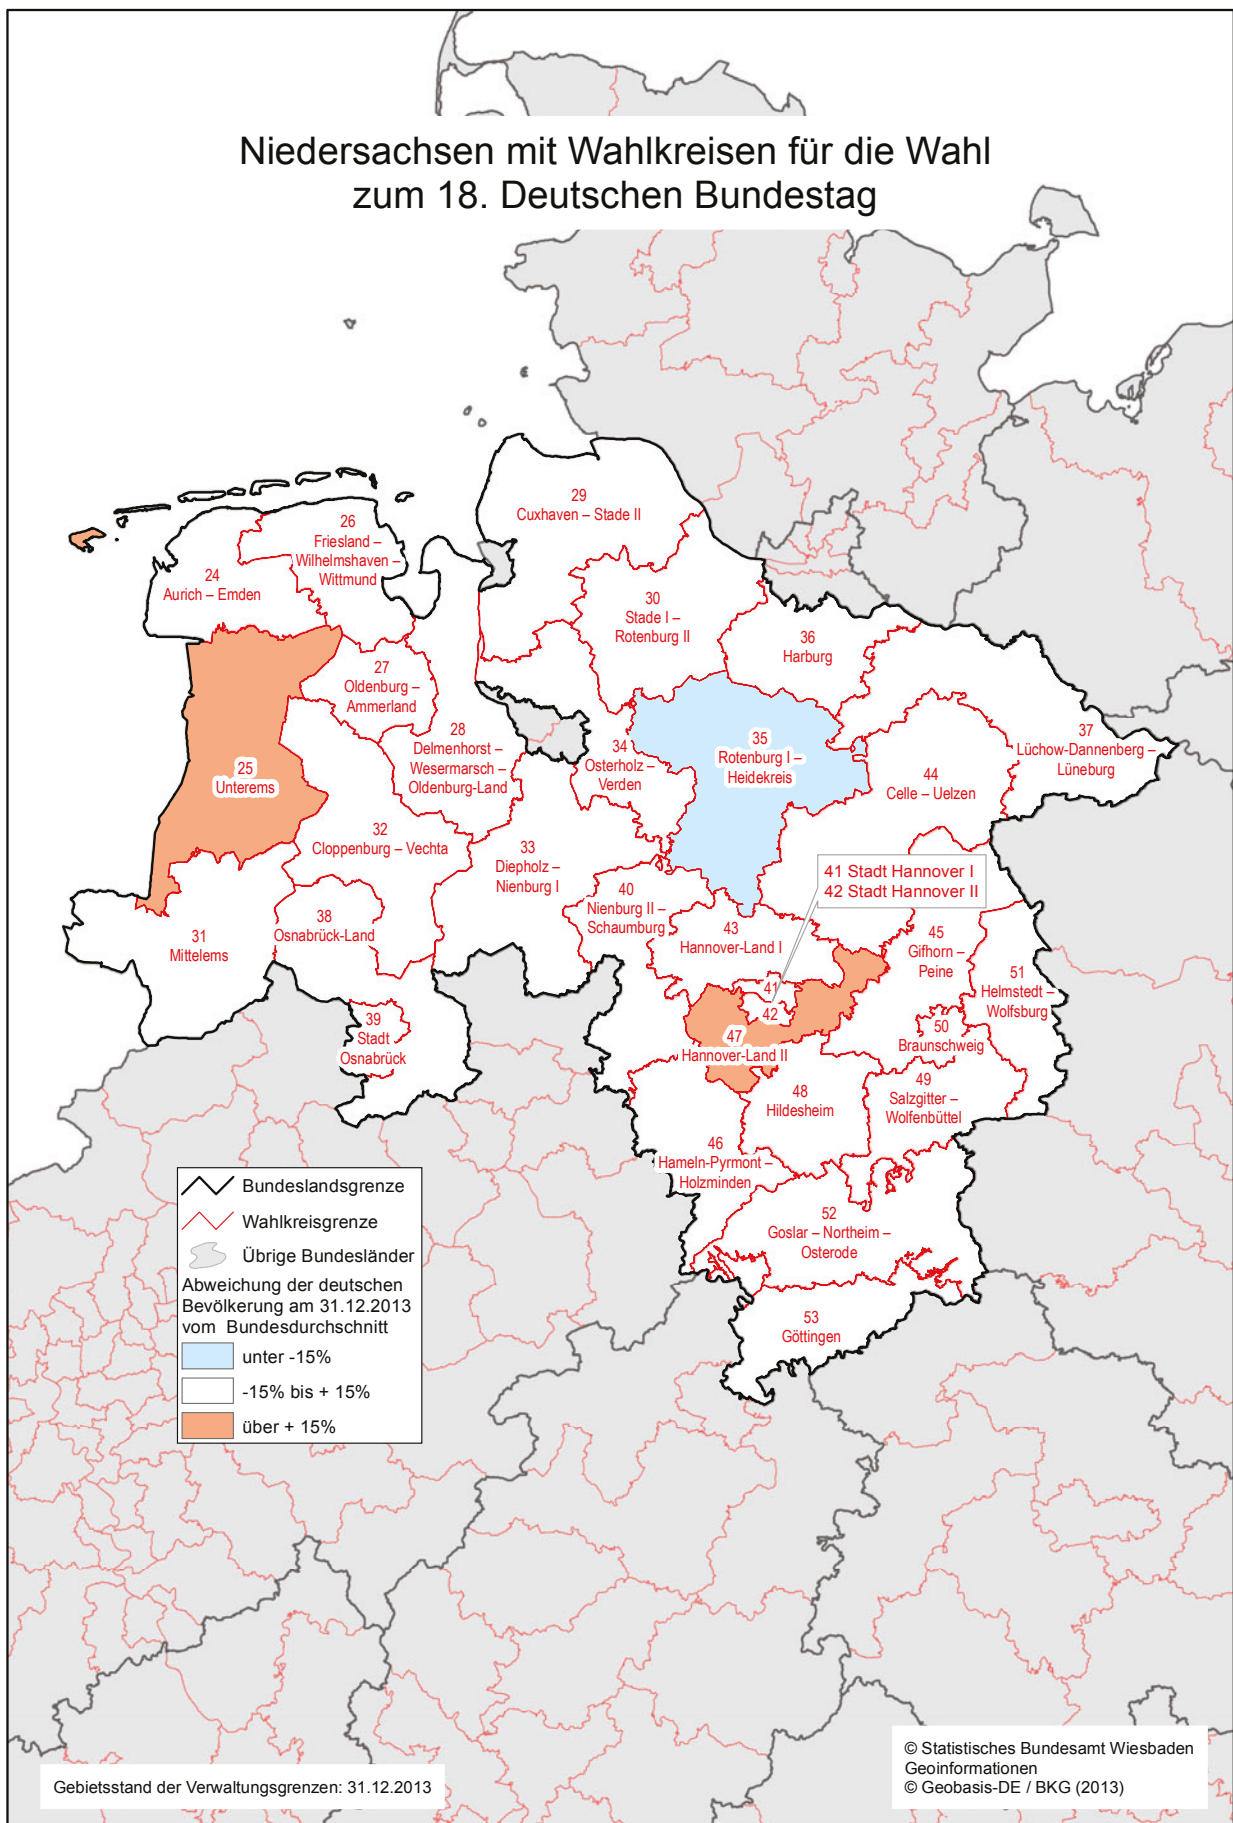 Niedersachsen mit Wahlkreisen für die Wahl
zum 18. Deutschen Bundestag
29
Cuxhaven – Stade II
26
Friesland –
Wilhelmshaven –
Wittmund
24
Aurich – Emden
30
Stade I –
Rotenburg II
36
Harburg
27
Oldenburg –
Ammerland
28
Delmenhorst –
Wesermarsch –
Oldenburg-Land
34
Osterholz –
Verden
35
Rotenburg I –
Heidekreis
37
Lüchow-Dannenberg –
Lüneburg
25
Unterems
44
Celle – Uelzen
32
Cloppenburg – Vechta
33
Diepholz –
Nienburg I
41 Stadt Hannover I
42 Stadt Hannover II
40
Nienburg II –
Schaumburg
38
Osnabrück-Land
31
Mittelems
43
Hannover-Land I
45
Gifhorn –
Peine
51
Helmstedt –
Wolfsburg
41
42
39
Stadt
Osnabrück
47
Hannover-Land II
50
Braunschweig
49
Salzgitter –
Wolfenbüttel
48
Hildesheim
46
Hameln-Pyrmont –
Holzminden
52
Goslar – Northeim –
Osterode
53
Göttingen
Bundeslandsgrenze
Wahlkreisgrenze
Übrige Bundesländer
Abweichung der deutschen
Bevölkerung am 31.12.2013
vom Bundesdurchschnitt
unter -15%
-15% bis + 15%
über + 15%
Gebietsstand der Verwaltungsgrenzen: 31.12.2013
© Statistisches Bundesamt Wiesbaden
Geoinformationen
© Geobasis-DE / BKG (2013)